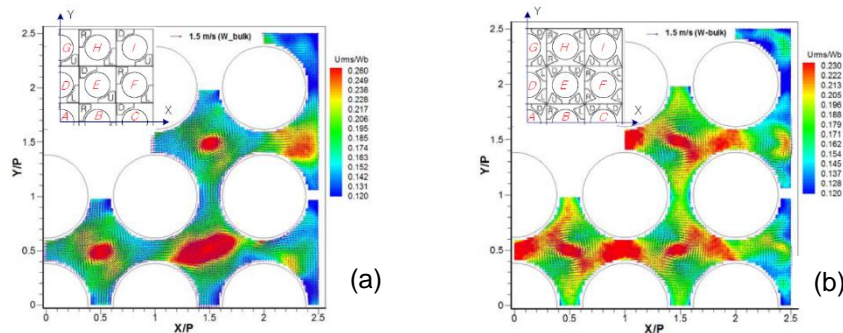 Y
G H I
D E F
A B C
X
1.5 m/s (W_bulk)
Urms/Wb
0.260
0.249
0.238
0.228
0.217
0.206
0.195
0.185
0.174
0.163
0.152
0.142
0.131
0.120
Y/P
2.5
2
1.5
1
0.5
0
0 0.5 1 1.5 2 2.5
X/P
(a)
Y
G H I
D E F
A B C
X
1.5 m/s (W-bulk)
Urms/Wb
0.230
0.222
0.213
0.205
0.196
0.188
0.179
0.171
0.162
0.154
0.145
0.137
0.128
0.120
Y/P
2.5
2
1.5
1
0.5
0
0 0.5 1 1.5 2 2.5
X/P
(b)